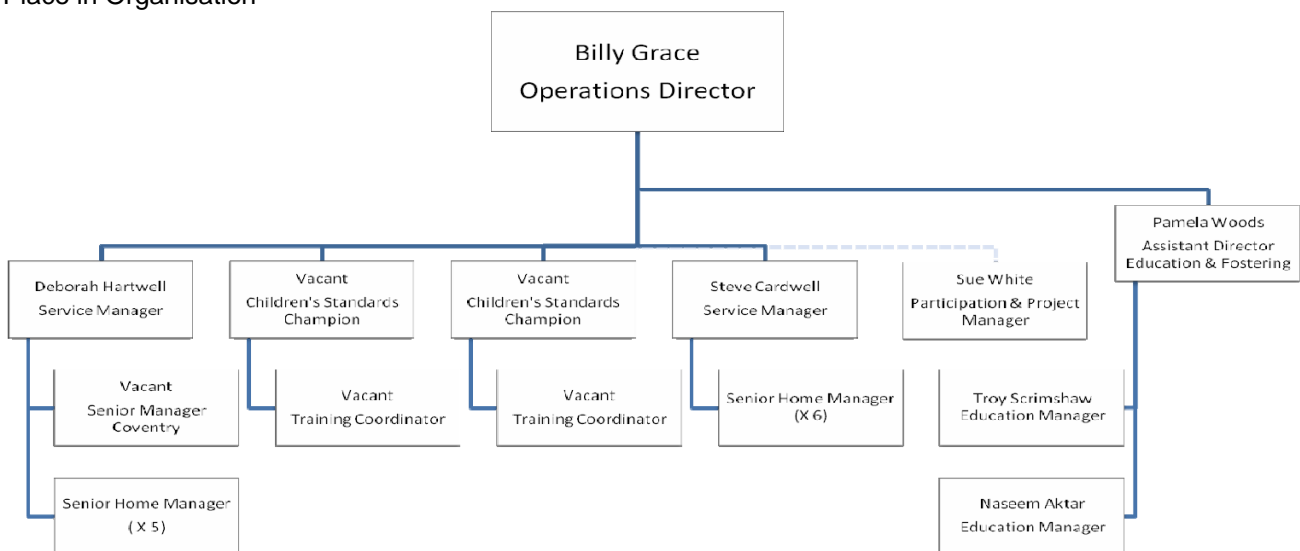 Place in Organisation
Billy Grace
Operations Director
Pamela Woods
Assistant Director
Education & Fostering
Deborah Hartwell
Service Manager
Vacant
Children's Standards
Champion
Vacant
Children's Standards
Champion
Steve Cardwell
Service Manager
Sue White
Participation & Project
Manager
Vacant
Senior Manager
Coventry
Vacant
Training Coordinator
Vacant
Training Coordinator
Senior Home Manager
(X 6)
Troy Scrimshaw
Education Manager
Senior Home Manager
( X 5)
Naseem Aktar
Education Manager